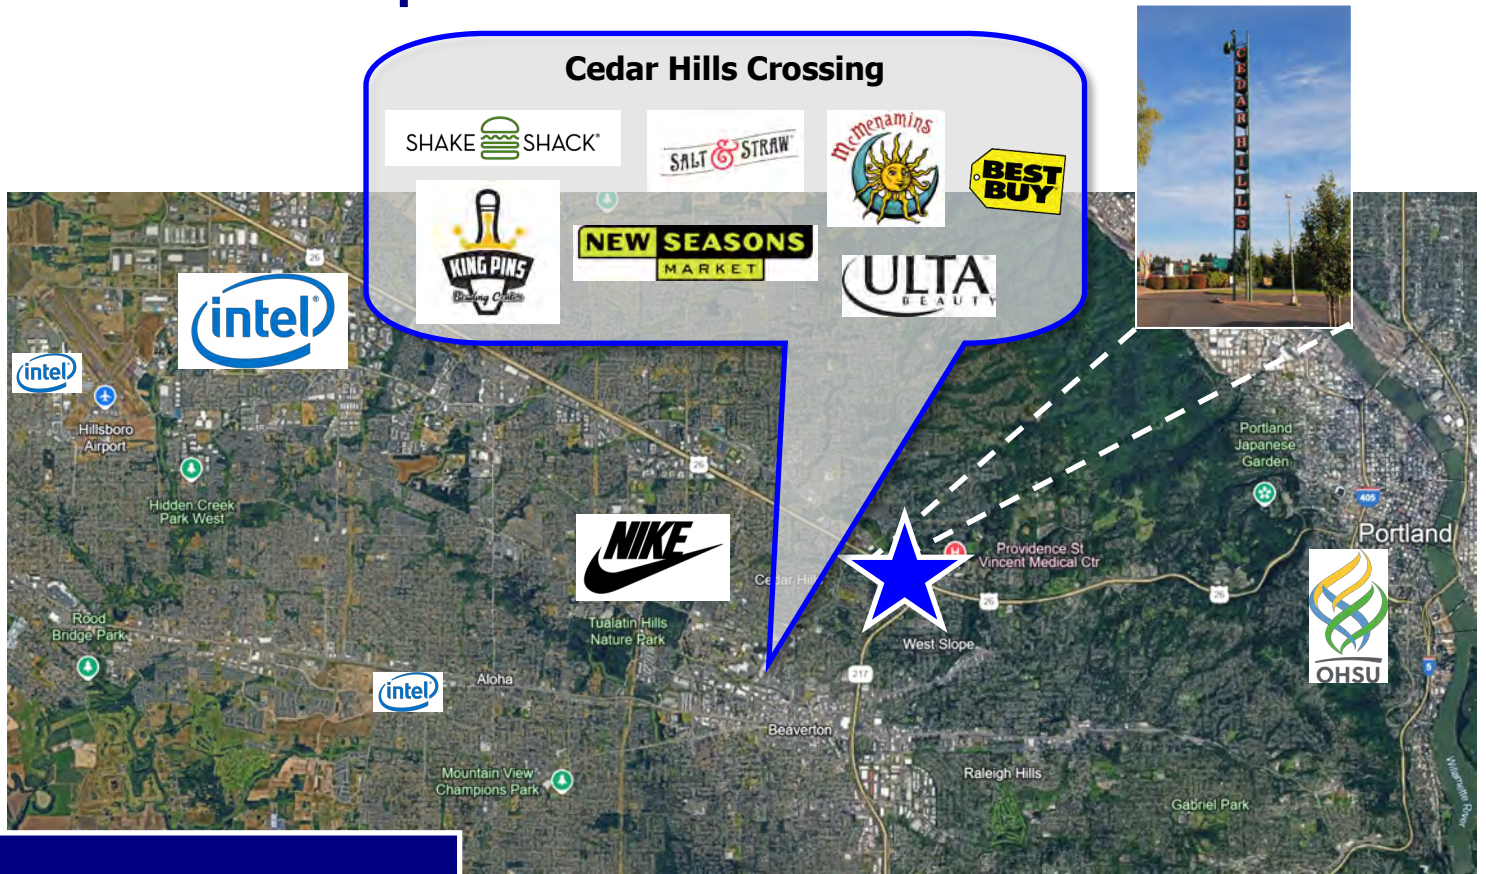 Cedar Hills Crossing
SHAKE SHACK
SALT & STRAW
McMenamins
BEST
BUY
KING PINS
Bowling Center
NEW SEASONS
MARKET
ULTA
BEAUTY
CEDAR HILLS
26
intel
intel
Hillsboro
Airport
Hidden Creek
Park West
26
Portland
Japanese
Garden
405
Portland
NIKE
Cedar Hills
Providence St
Vincent Medical Ctr
26
26
Rood
Bridge Park
Tualatin Hills
Nature Park
West Slope
OHSU
5
217
intel
Aloha
Beaverton
Mountain View
Champions Park
Raleigh Hills
Gabriel Park
Willamette River